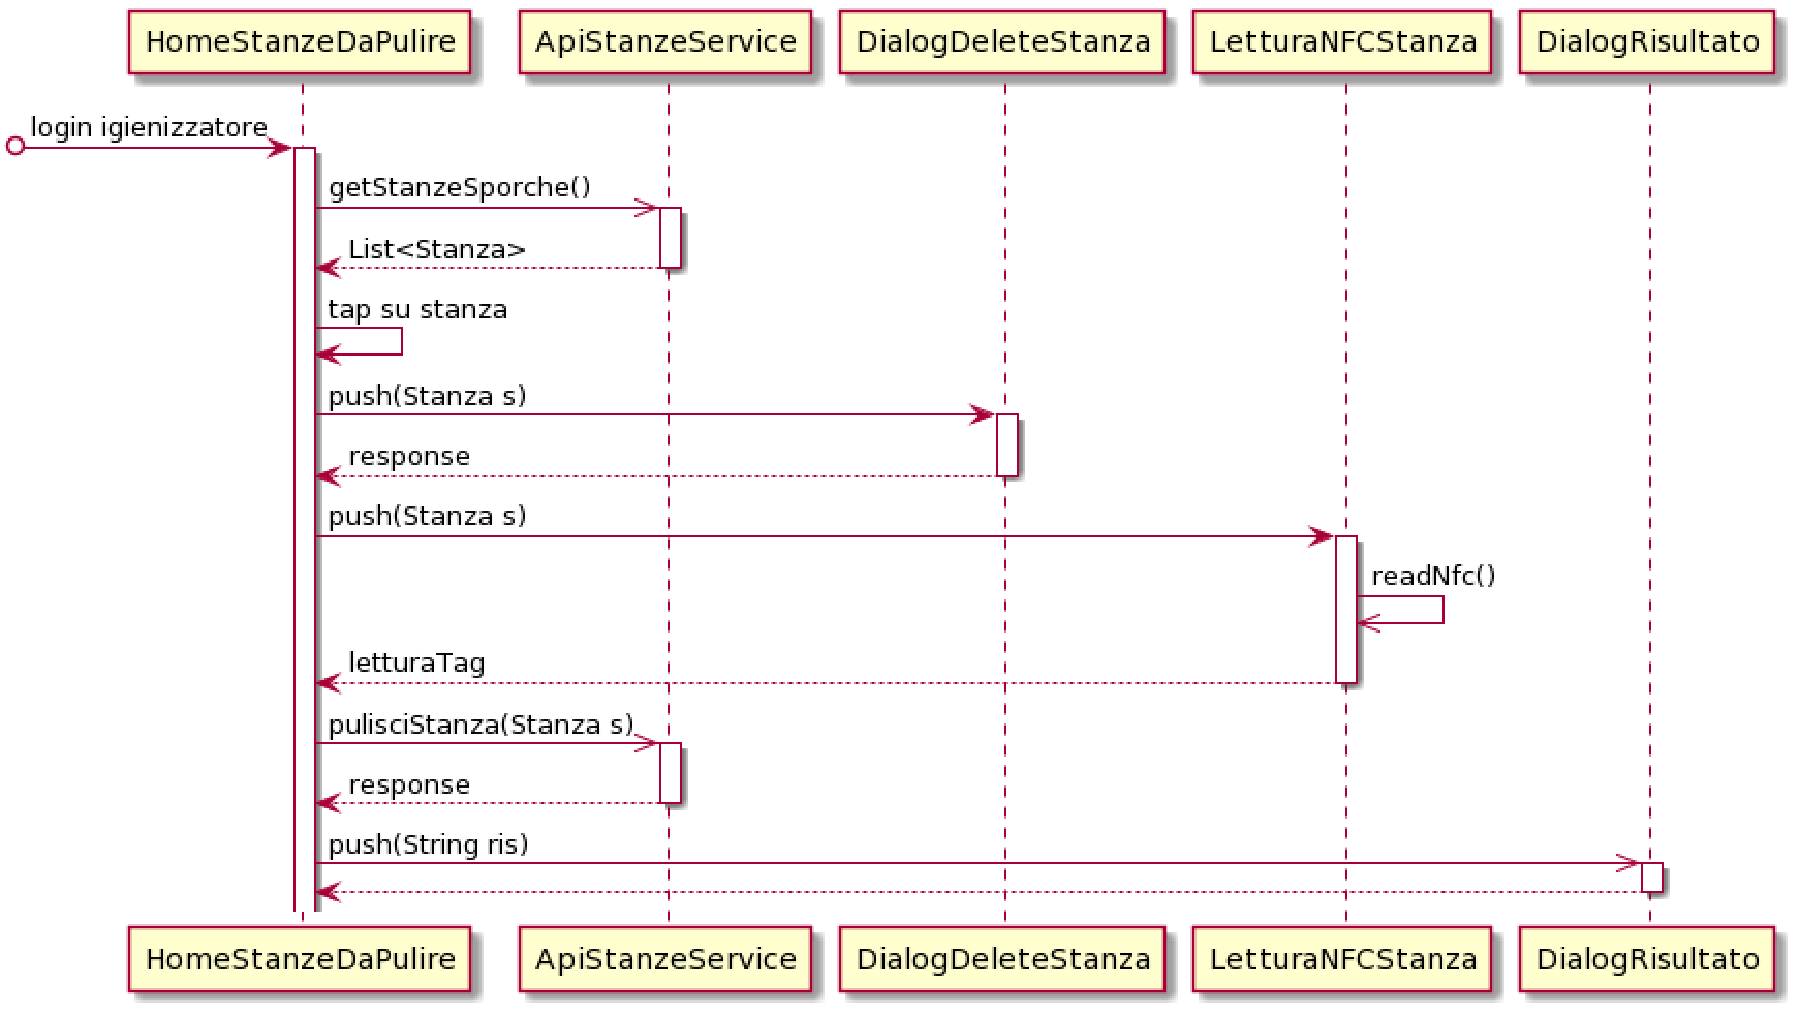 HomeStanzeDaPulire
ApiStanzeService
DialogDeleteStanza
LetturaNFCStanza
DialogRisultato
login igienizzatore
getStanzeSporche()
List<Stanza>
tap su stanza
push(Stanza s)
response
push(Stanza s)
readNfc()
letturaTag
pulisciStanza(Stanza s)
response
push(String ris)
HomeStanzeDaPulire
ApiStanzeService
DialogDeleteStanza
LetturaNFCStanza
DialogRisultato